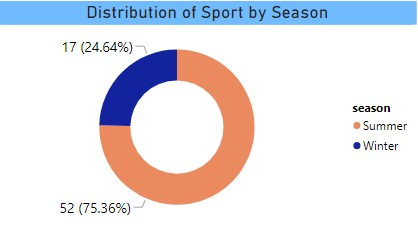 Distribution of Sport by Season
17 (24.64%)
season
Summer
Winter
52 (75.36%)